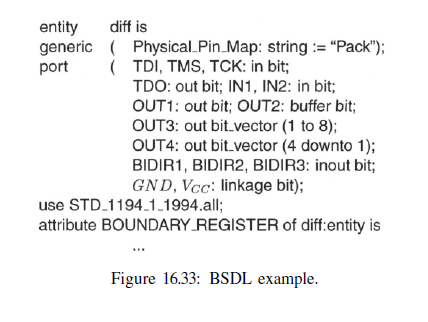 entity diff is
generic ( Physical_Pin_Map: string := “Pack”);
port ( TDI, TMS, TCK: in bit;
TDO: out bit; IN1, IN2: in bit;
OUT1: out bit; OUT2: buffer bit;
OUT3: out bit_vector (1 to 8);
OUT4: out bit_vector (4 downto 1);
BIDIR1, BIDIR2, BIDIR3: inout bit;
GND, VCC: linkage bit);
use STD_1194_1_1994.all;
attribute BOUNDARY_REGISTER of diff:entity is
...
Figure 16.33: BSDL example.